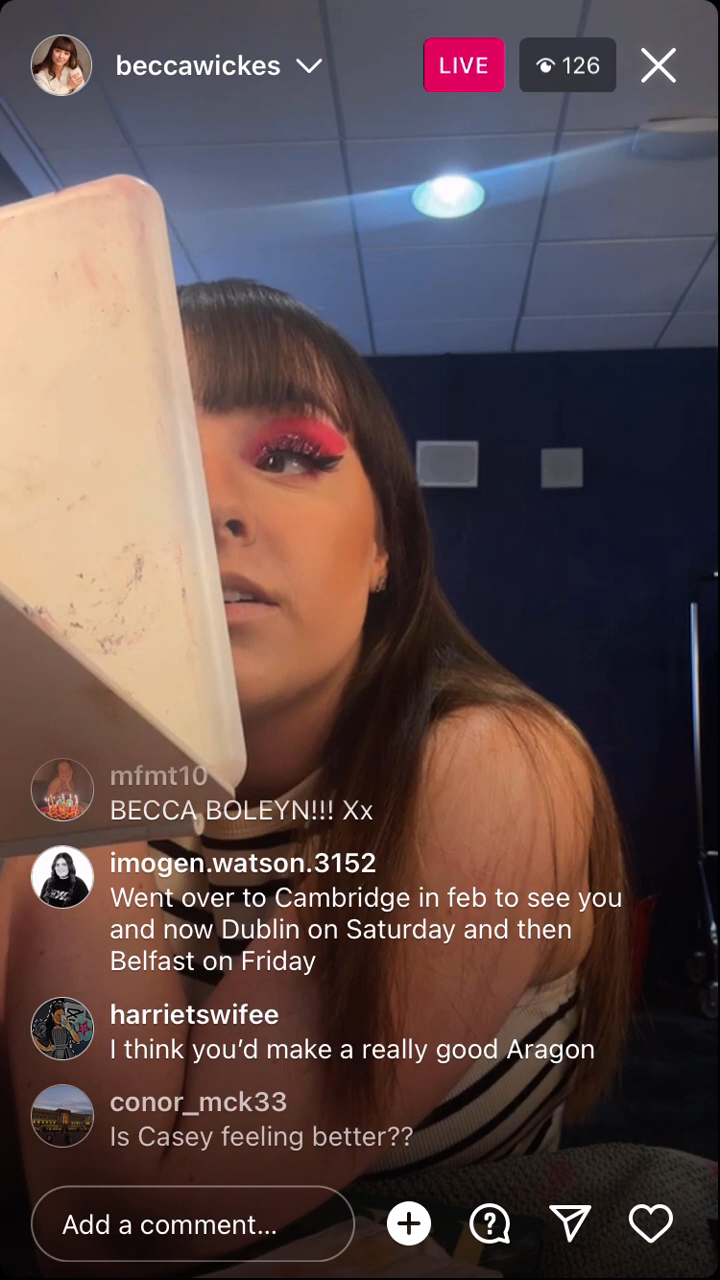 beccawickes
LIVE
126
mfmt10
BECCA BOLEYN!!! Xx
imogen.watson.3152
Went over to Cambridge in feb to see you
and now Dublin on Saturday and then
Belfast on Friday
harrietswifee
I think you’d make a really good Aragon
conor_mck33
Is Casey feeling better??
Add a comment...